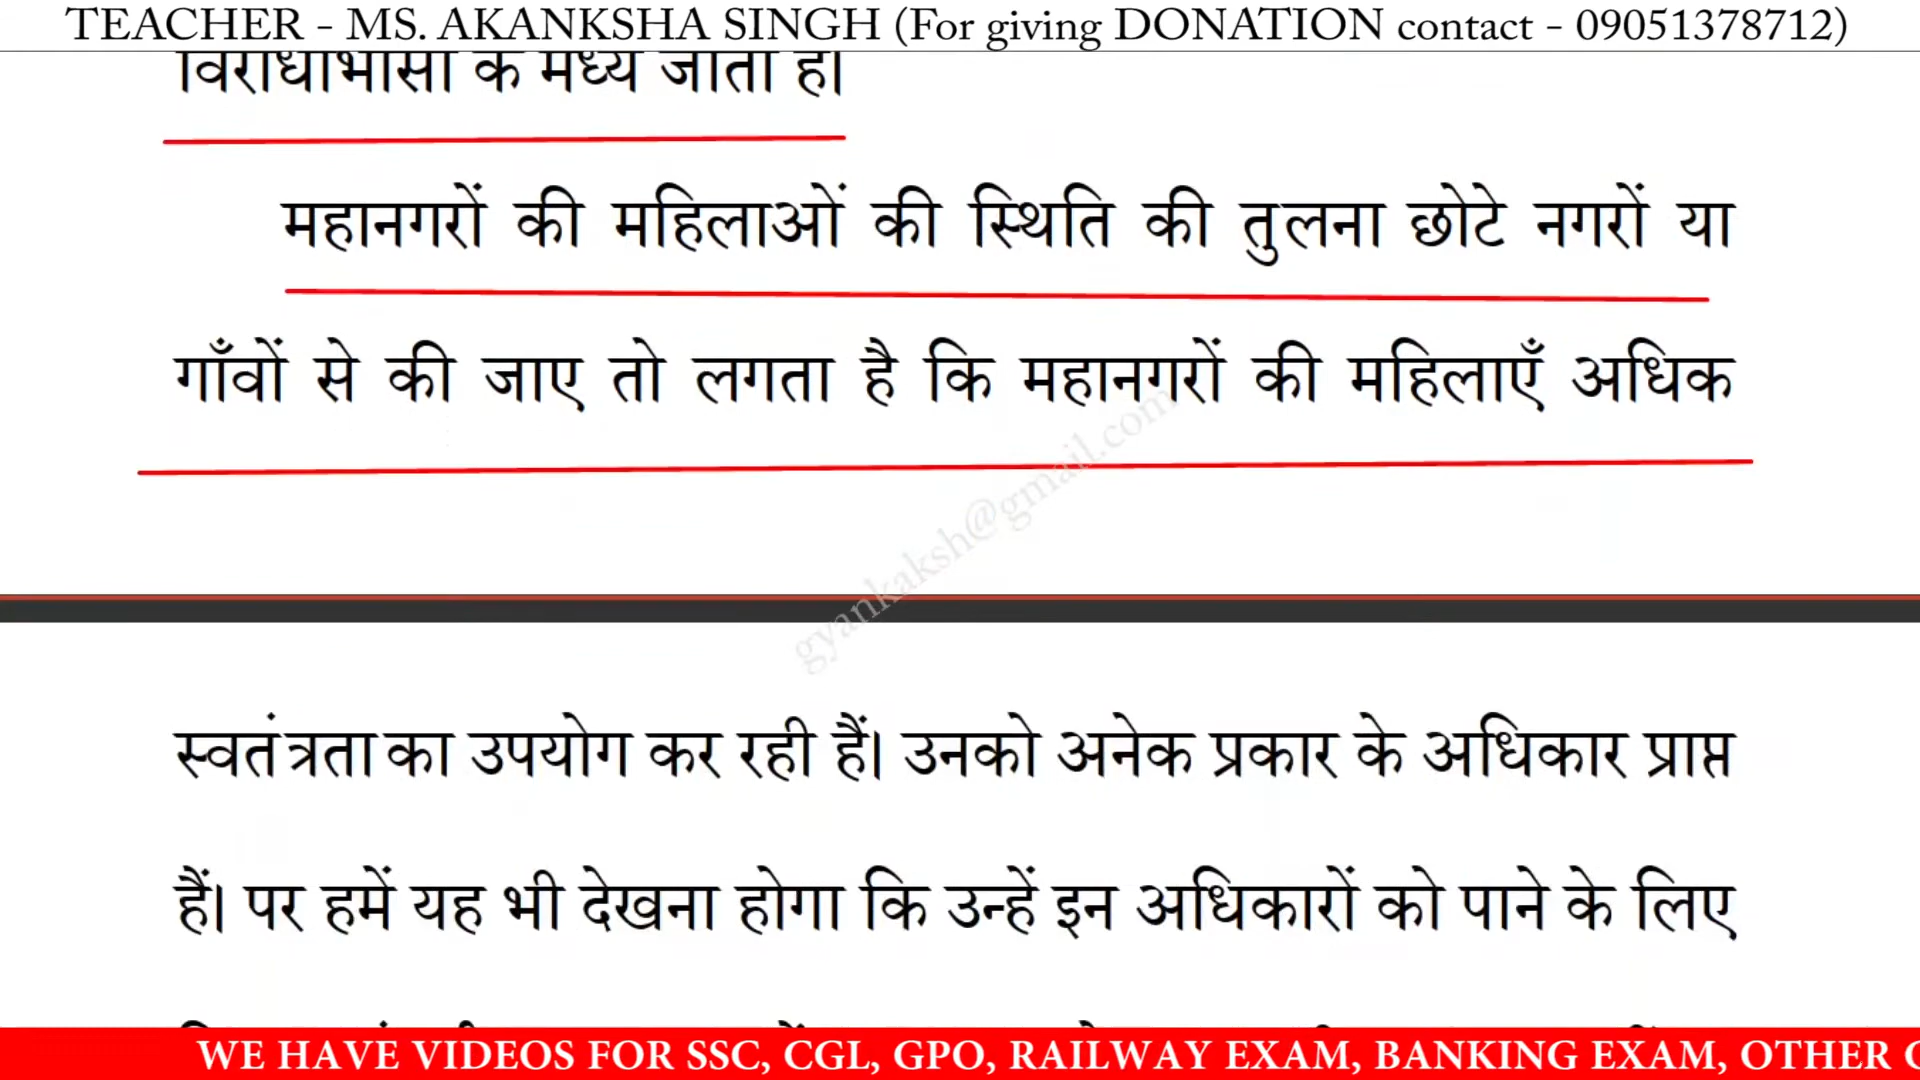 TEACHER - MS. AKANKSHA SINGH (For giving DONATION contact - 09051378712)
विरोधाभासों के मध्य जीती है।
महानगरों की महिलाओं की स्थिति की तुलना छोटे नगरों या
गाँवों से की जाए तो लगता है कि महानगरों की महिलाएँ अधिक
gyankaksh@gmail.com
स्वतंत्रता का उपयोग कर रही हैं। उनको अनेक प्रकार के अधिकार प्राप्त
हैं। पर हमें यह भी देखना होगा कि उन्हें इन अधिकारों को पाने के लिए
WE HAVE VIDEOS FOR SSC, CGL, GPO, RAILWAY EXAM, BANKING EXAM, OTHER